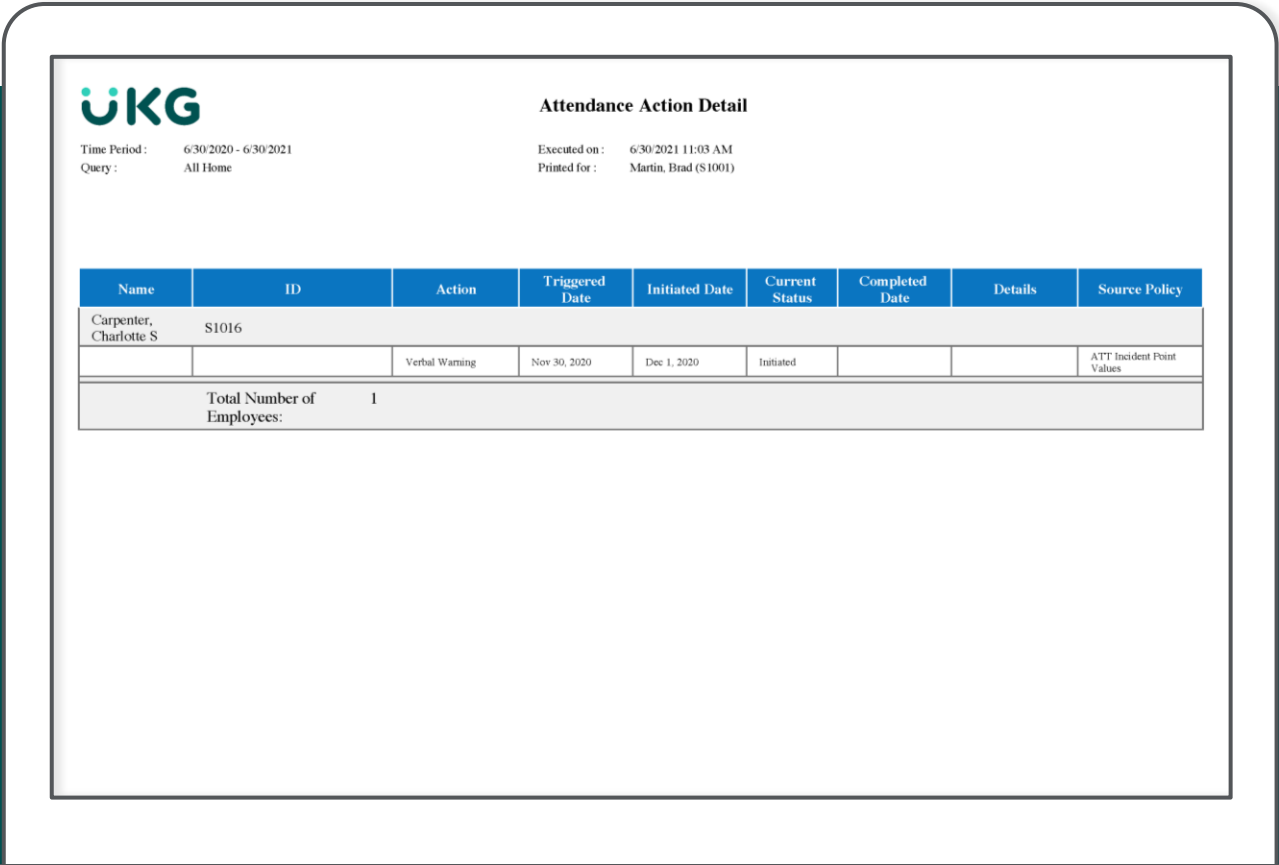 UKG
Attendance Action Detail
Time Period : 6/30/2020 - 6/30/2021
Executed on : 6/30/2021 11:03 AM
Query : All Home
Printed for : Martin, Brad (S1001)
Name ID Action Triggered Date Initiated Date Current Status Completed Date Details Source Policy
Carpenter, Charlotte S S1016
Verbal Warning Nov 30, 2020 Dec 1, 2020 Initiated ATT Incident Point Values
Total Number of Employees: 1